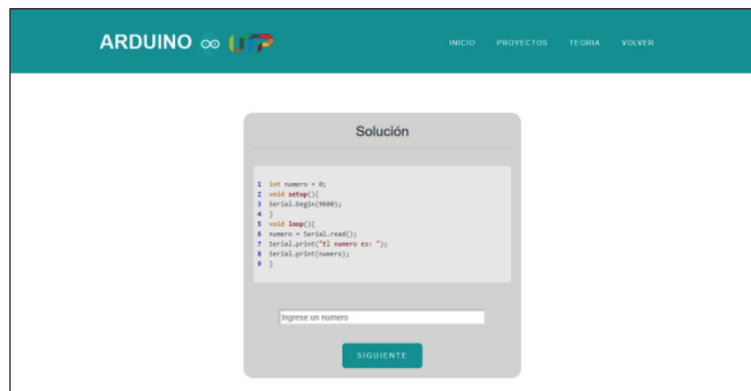 ARDUINO UTP
INICIO PROYECTOS TEORIA VOLVER
Solución
1 int numero = 0;
2 void setup(){
3 Serial.begin(9600);
4 }
5 void loop(){
6 numero = Serial.read();
7 Serial.print("El numero es: ");
8 Serial.print(numero);
9 }
Ingrese un numero
SIGUIENTE